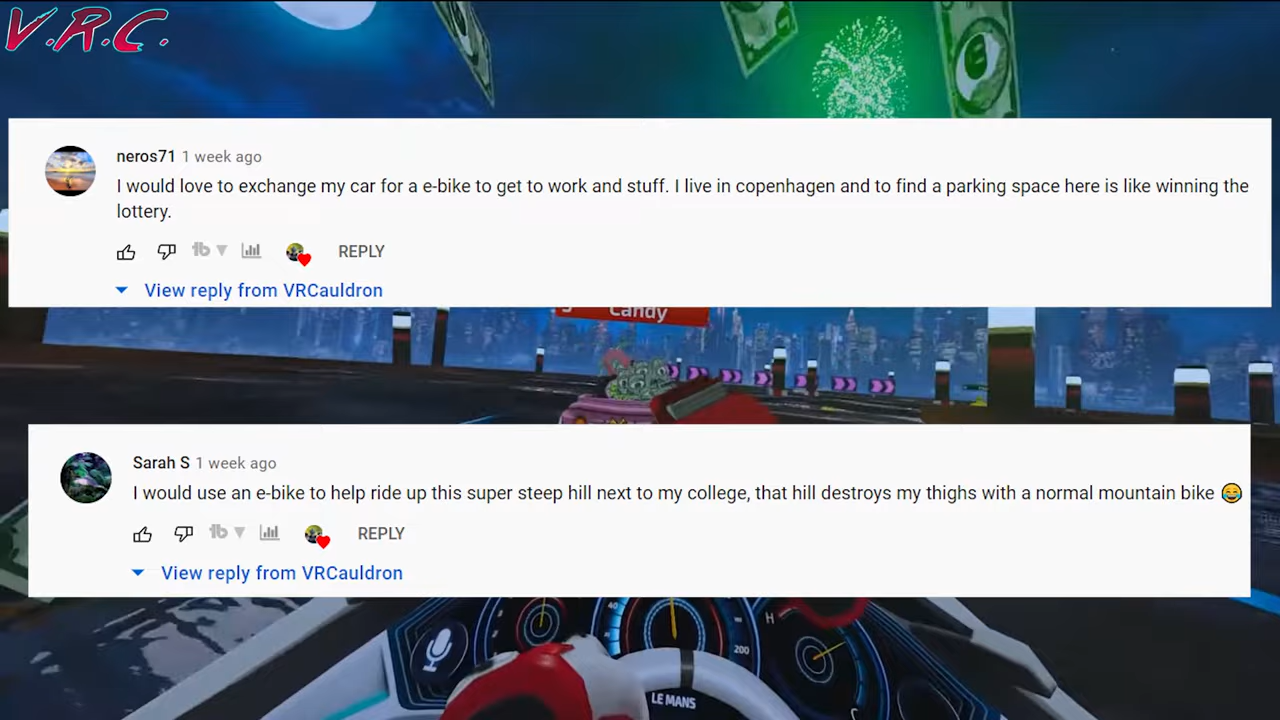 V.R.C.
neros71 1 week ago
I would love to exchange my car for a e-bike to get to work and stuff. I live in copenhagen and to find a parking space here is like winning the
lottery.
REPLY
View reply from VRCauldron
Candy
Sarah S 1 week ago
I would use an e-bike to help ride up this super steep hill next to my college, that hill destroys my thighs with a normal mountain bike 😂
tb
REPLY
View reply from VRCauldron
40
H
200
LE MANS